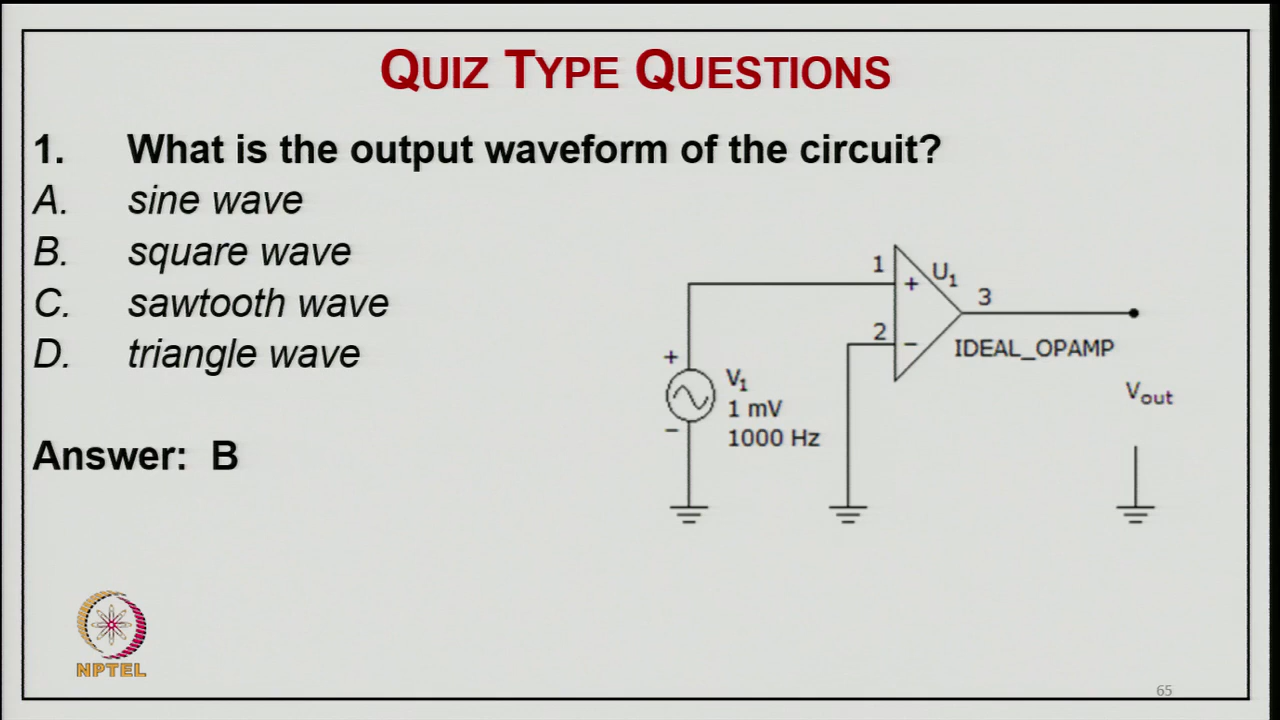 QUIZ TYPE QUESTIONS
1. What is the output waveform of the circuit?
A. sine wave
B. square wave
C. sawtooth wave
D. triangle wave
Answer: B
1
+
U1
3
2
−
IDEAL_OPAMP
+
V1
1 mV
1000 Hz
−
Vout
NPTEL
65